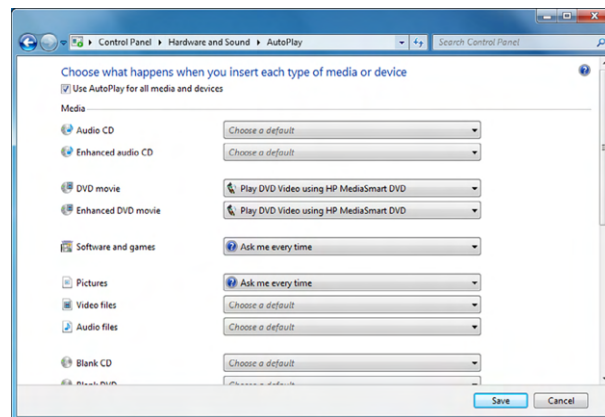 Control Panel ▸ Hardware and Sound ▸ AutoPlay
Search Control Panel
Choose what happens when you insert each type of media or device
Use AutoPlay for all media and devices
Media
Audio CD Choose a default
Enhanced audio CD Choose a default
DVD movie Play DVD Video using HP MediaSmart DVD
Enhanced DVD movie Play DVD Video using HP MediaSmart DVD
Software and games Ask me every time
Pictures Ask me every time
Video files Choose a default
Audio files Choose a default
Blank CD Choose a default
Blank DVD Choose a default
Save Cancel